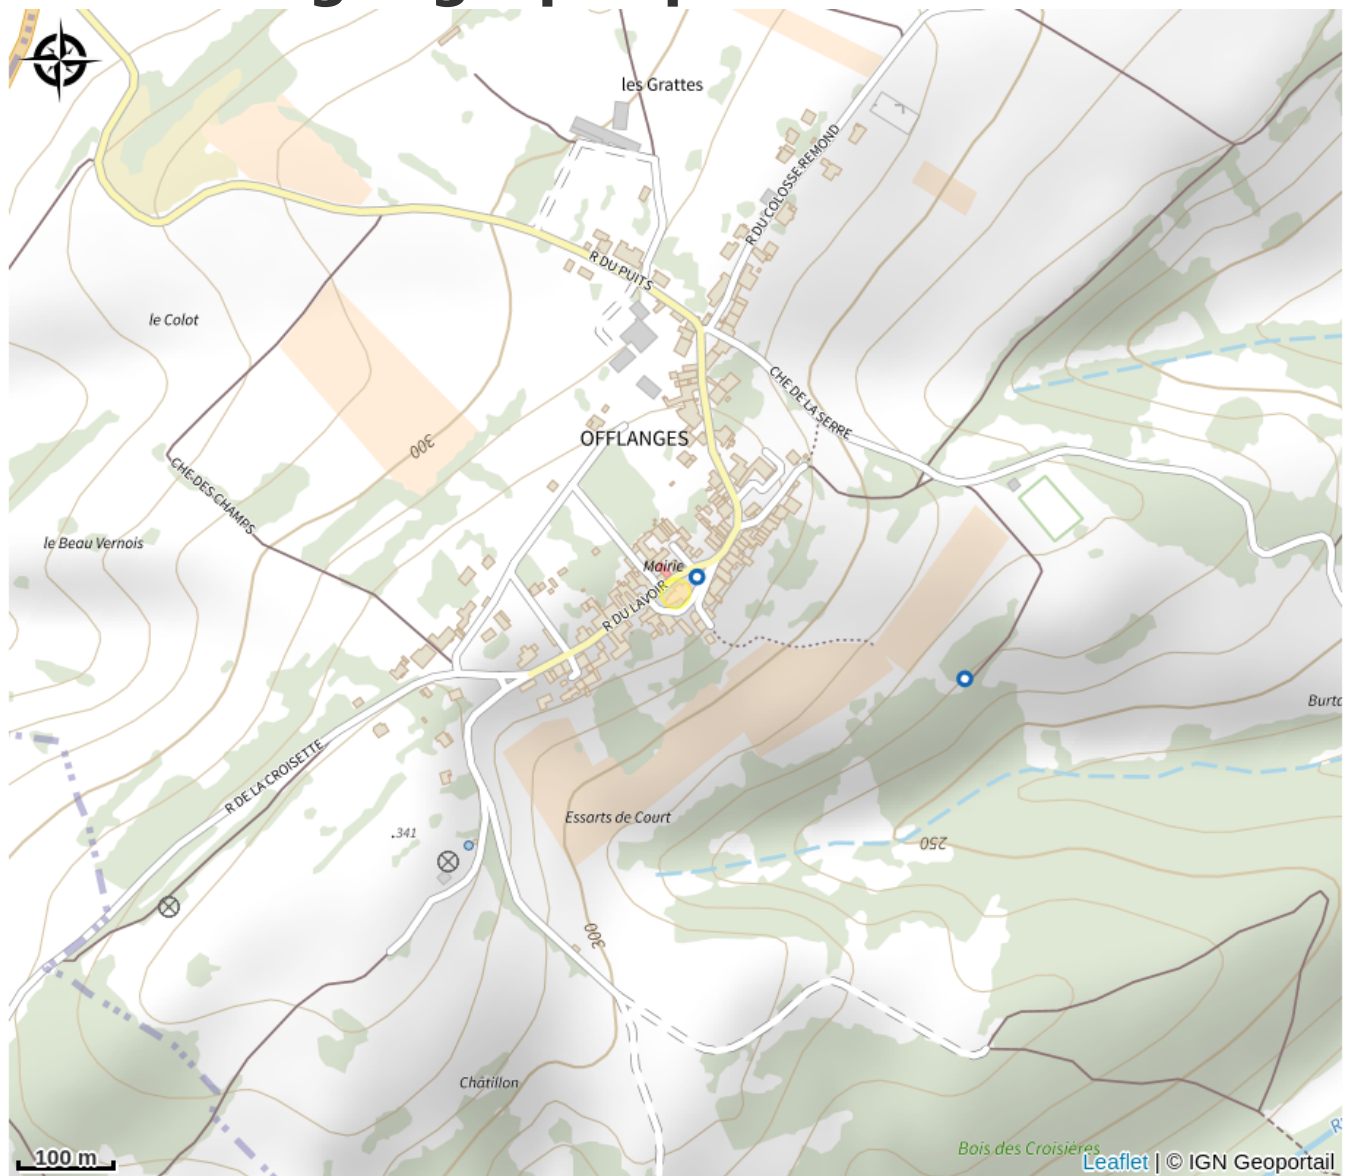 les Grattes
R DU COLOSSE REMOND
R DU PUITS
le Colot
CHE DE LA SERRE
300
OFFLANGES
CHE DES CHAMPS
le Beau Vernois
Mairie
R DU LAVOIR
Burta
R DE LA CROISETTE
Essarts de Court
.341
250
300
Châtillon
Bois des Croisières
100 m
Leaflet | © IGN Geoportail